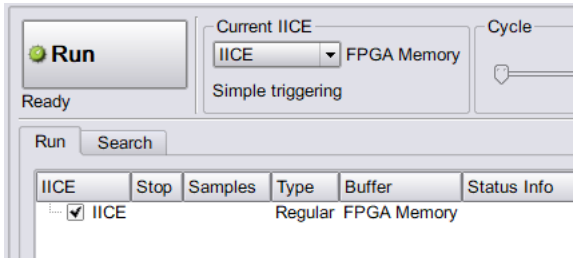 Run
Ready
Current IICE
IICE FPGA Memory
Simple triggering
Cycle
Run Search
IICE Stop Samples Type Buffer Status Info
IICE Regular FPGA Memory